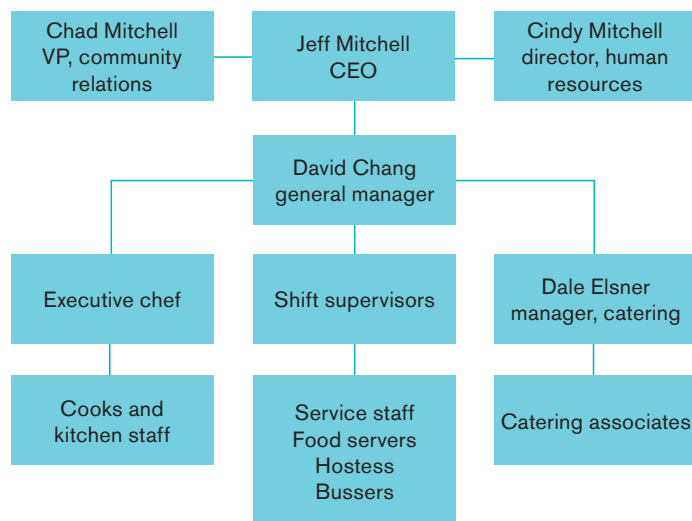 Chad Mitchell
VP, community
relations
Jeff Mitchell
CEO
Cindy Mitchell
director, human
resources
David Chang
general manager
Executive chef
Shift supervisors
Dale Elsner
manager, catering
Cooks and
kitchen staff
Service staff
Food servers
Hostess
Bussers
Catering associates